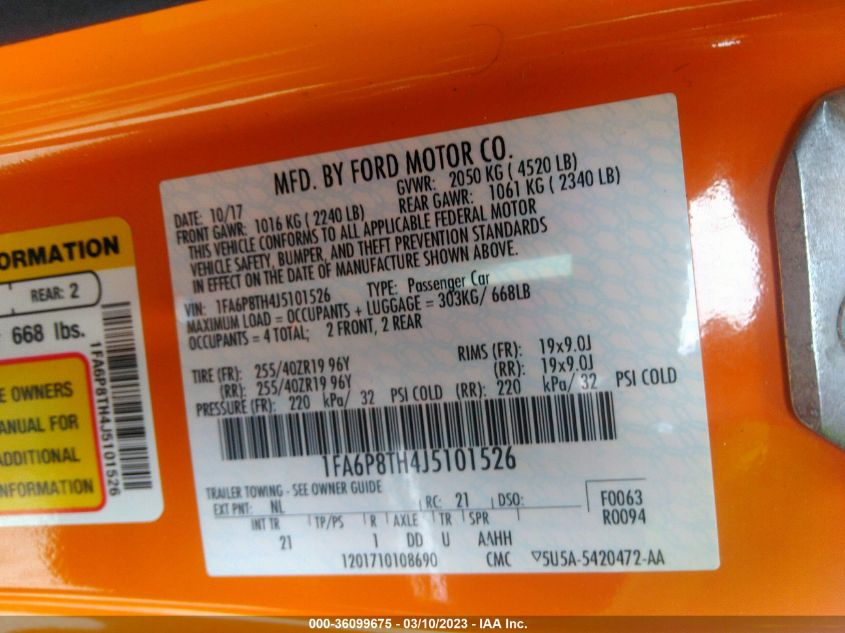 MFD. BY FORD MOTOR CO.
DATE: 10/17 GVWR: 2050 KG ( 4520 LB)
FRONT GAWR: 1016 KG ( 2240 LB) REAR GAWR: 1061 KG ( 2340 LB)
THIS VEHICLE CONFORMS TO ALL APPLICABLE FEDERAL MOTOR
VEHICLE SAFETY, BUMPER, AND THEFT PREVENTION STANDARDS
IN EFFECT ON THE DATE OF MANUFACTURE SHOWN ABOVE.
VIN: 1FA6P8TH4J5101526 TYPE: Passenger Car
MAXIMUM LOAD = OCCUPANTS + LUGGAGE = 303KG/ 668LB
OCCUPANTS = 4 TOTAL; 2 FRONT, 2 REAR
TIRE (FR): 255/40ZR19 96Y RIMS (FR): 19x9.0J
(RR): 255/40ZR19 96Y (RR): 19x9.0J
PRESSURE (FR): 220 kPa/ 32 PSI COLD (RR): 220 kPa/ 32 PSI COLD
1FA6P8TH4J5101526
TRAILER TOWING - SEE OWNER GUIDE
EXT PNT: NL RC: 21 DSO: F0063
INT TR TP/PS R AXLE TR SPR R0094
21 1 DD U AAHH
1201710108690 CMC 5U5A-5420472-AA
ORMATION
REAR: 2
668 lbs.
E OWNERS
ANUAL FOR
ADDITIONAL
INFORMATION
1FA6P8TH4J5101526
000-36099675 - 03/10/2023 - IAA Inc.